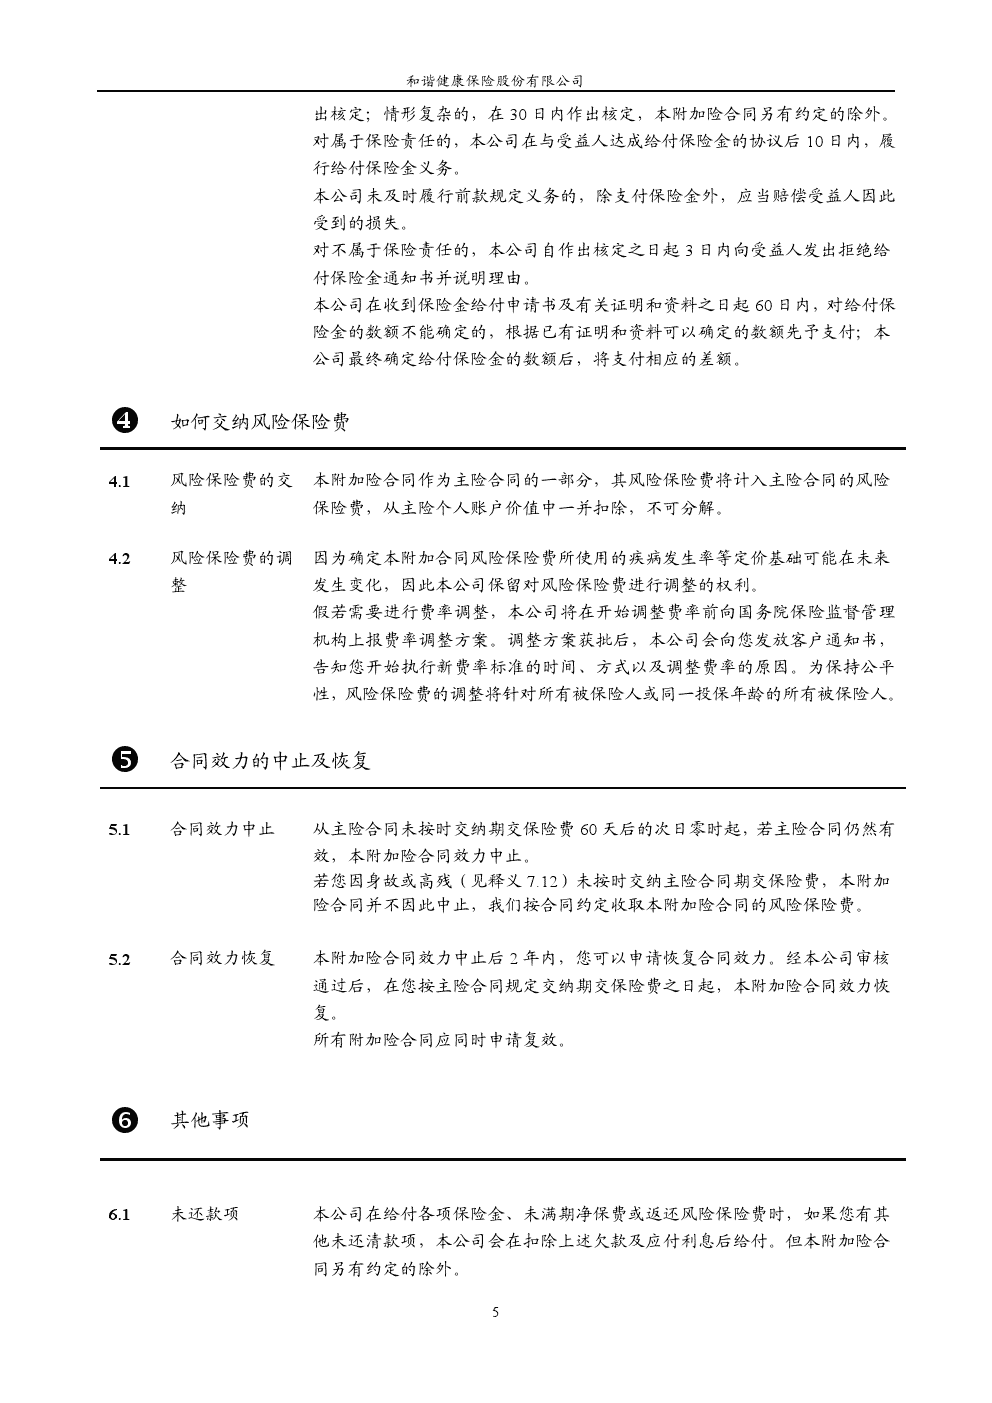 和谐健康保险股份有限公司
出核定；情形复杂的，在 30 日内作出核定，本附加险合同另有约定的除外。
对属于保险责任的，本公司在与受益人达成给付保险金的协议后 10 日内，履
行给付保险金义务。
本公司未及时履行前款规定义务的，除支付保险金外，应当赔偿受益人因此
受到的损失。
对不属于保险责任的，本公司自作出核定之日起 3 日内向受益人发出拒绝给
付保险金通知书并说明理由。
本公司在收到保险金给付申请书及有关证明和资料之日起 60 日内，对给付保
险金的数额不能确定的，根据已有证明和资料可以确定的数额先予支付；本
公司最终确定给付保险金的数额后，将支付相应的差额。
4 如何交纳风险保险费
4.1 风险保险费的交 本附加险合同作为主险合同的一部分，其风险保险费将计入主险合同的风险
纳 保险费，从主险个人账户价值中一并扣除，不可分解。
4.2 风险保险费的调 因为确定本附加合同风险保险费所使用的疾病发生率等定价基础可能在未来
整 发生变化，因此本公司保留对风险保险费进行调整的权利。
假若需要进行费率调整，本公司将在开始调整费率前向国务院保险监督管理
机构上报费率调整方案。调整方案获批后，本公司会向您发放客户通知书，
告知您开始执行新费率标准的时间、方式以及调整费率的原因。为保持公平
性，风险保险费的调整将针对所有被保险人或同一投保年龄的所有被保险人。
5 合同效力的中止及恢复
5.1 合同效力中止 从主险合同未按时交纳期交保险费 60 天后的次日零时起，若主险合同仍然有
效，本附加险合同效力中止。
若您因身故或高残（见释义 7.12）未按时交纳主险合同期交保险费，本附加
险合同并不因此中止，我们按合同约定收取本附加险合同的风险保险费。
5.2 合同效力恢复 本附加险合同效力中止后 2 年内，您可以申请恢复合同效力。经本公司审核
通过后，在您按主险合同规定交纳期交保险费之日起，本附加险合同效力恢
复。
所有附加险合同应同时申请复效。
6 其他事项
6.1 未还款项 本公司在给付各项保险金、未满期净保费或返还风险保险费时，如果您有其
他未还清款项，本公司会在扣除上述欠款及应付利息后给付。但本附加险合
同另有约定的除外。
5